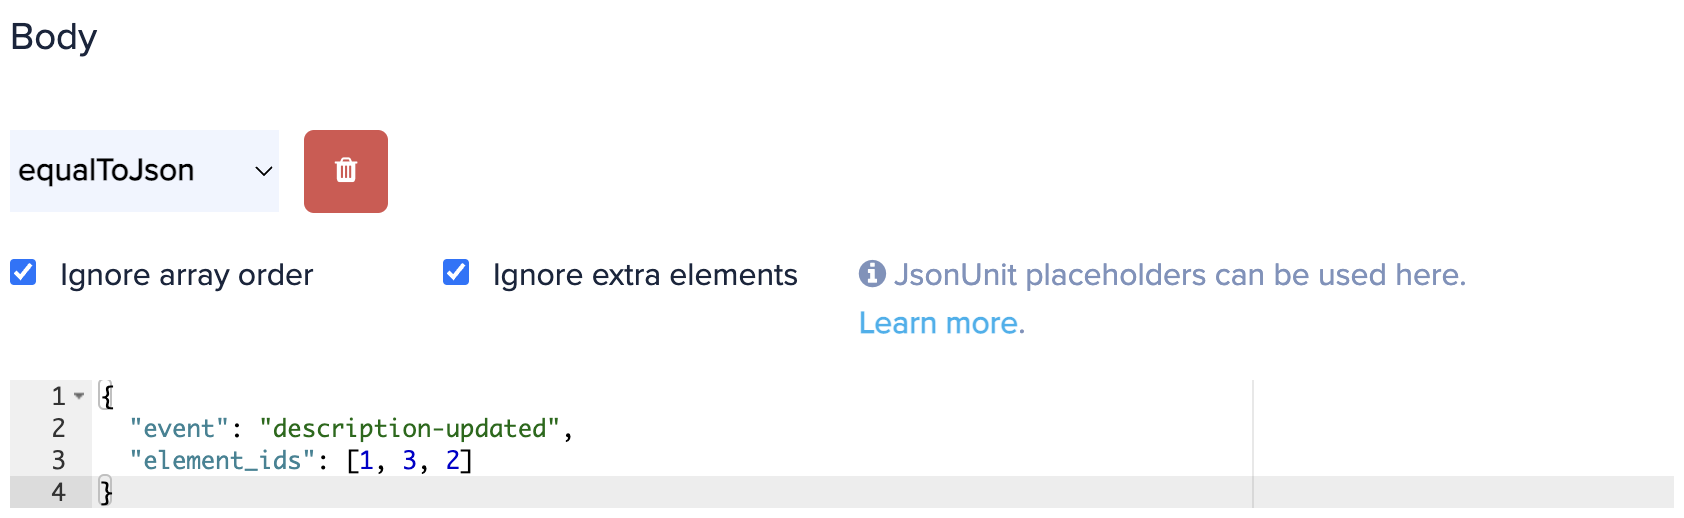 Body
equalToJson
Ignore array order Ignore extra elements JsonUnit placeholders can be used here.
Learn more.
1 {
2 "event": "description-updated",
3 "element_ids": [1, 3, 2]
4 }